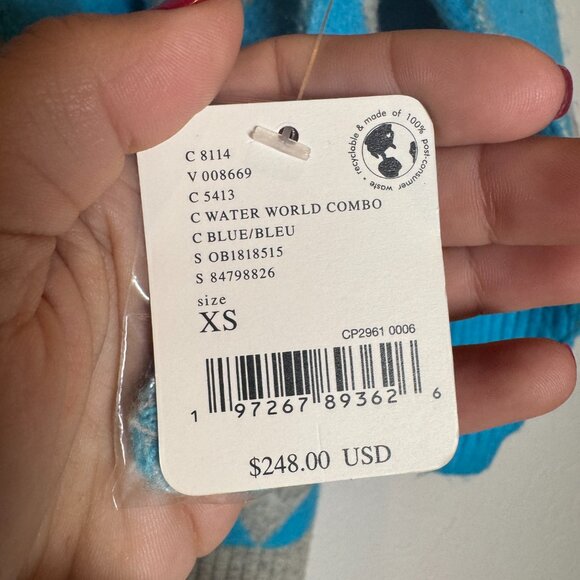 C 8114
V 008669
C 5413
C WATER WORLD COMBO
C BLUE/BLEU
S OB1818515
S 84798826
size
XS
recyclable & made of 100% post-consumer waste •
CP2961 0006
1 97267 89362 6
$248.00 USD